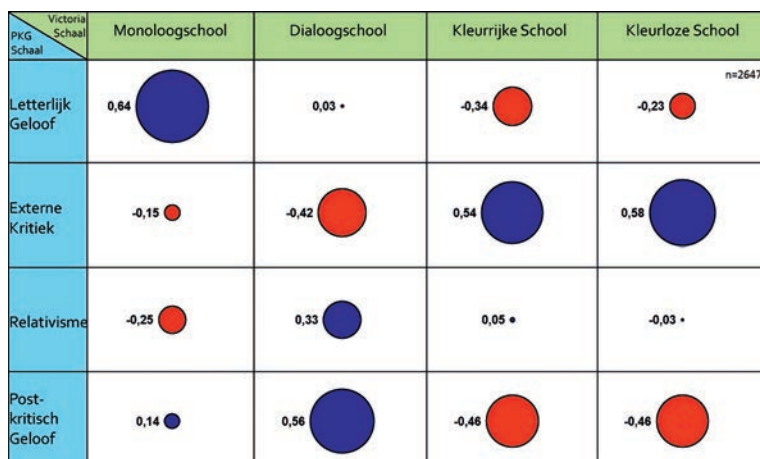 Victoria
Schaal
PKG
Schaal
Monoloogschool
Dialoogschool
Kleurrijke School
Kleurloze School
n=2647
Letterlijk
Geloof
0,64
0,03
-0,34
-0,23
Externe
Kritiek
-0,15
-0,42
0,54
0,58
Relativisme
-0,25
0,33
0,05
-0,03
Post-
kritisch
Geloof
0,14
0,56
-0,46
-0,46